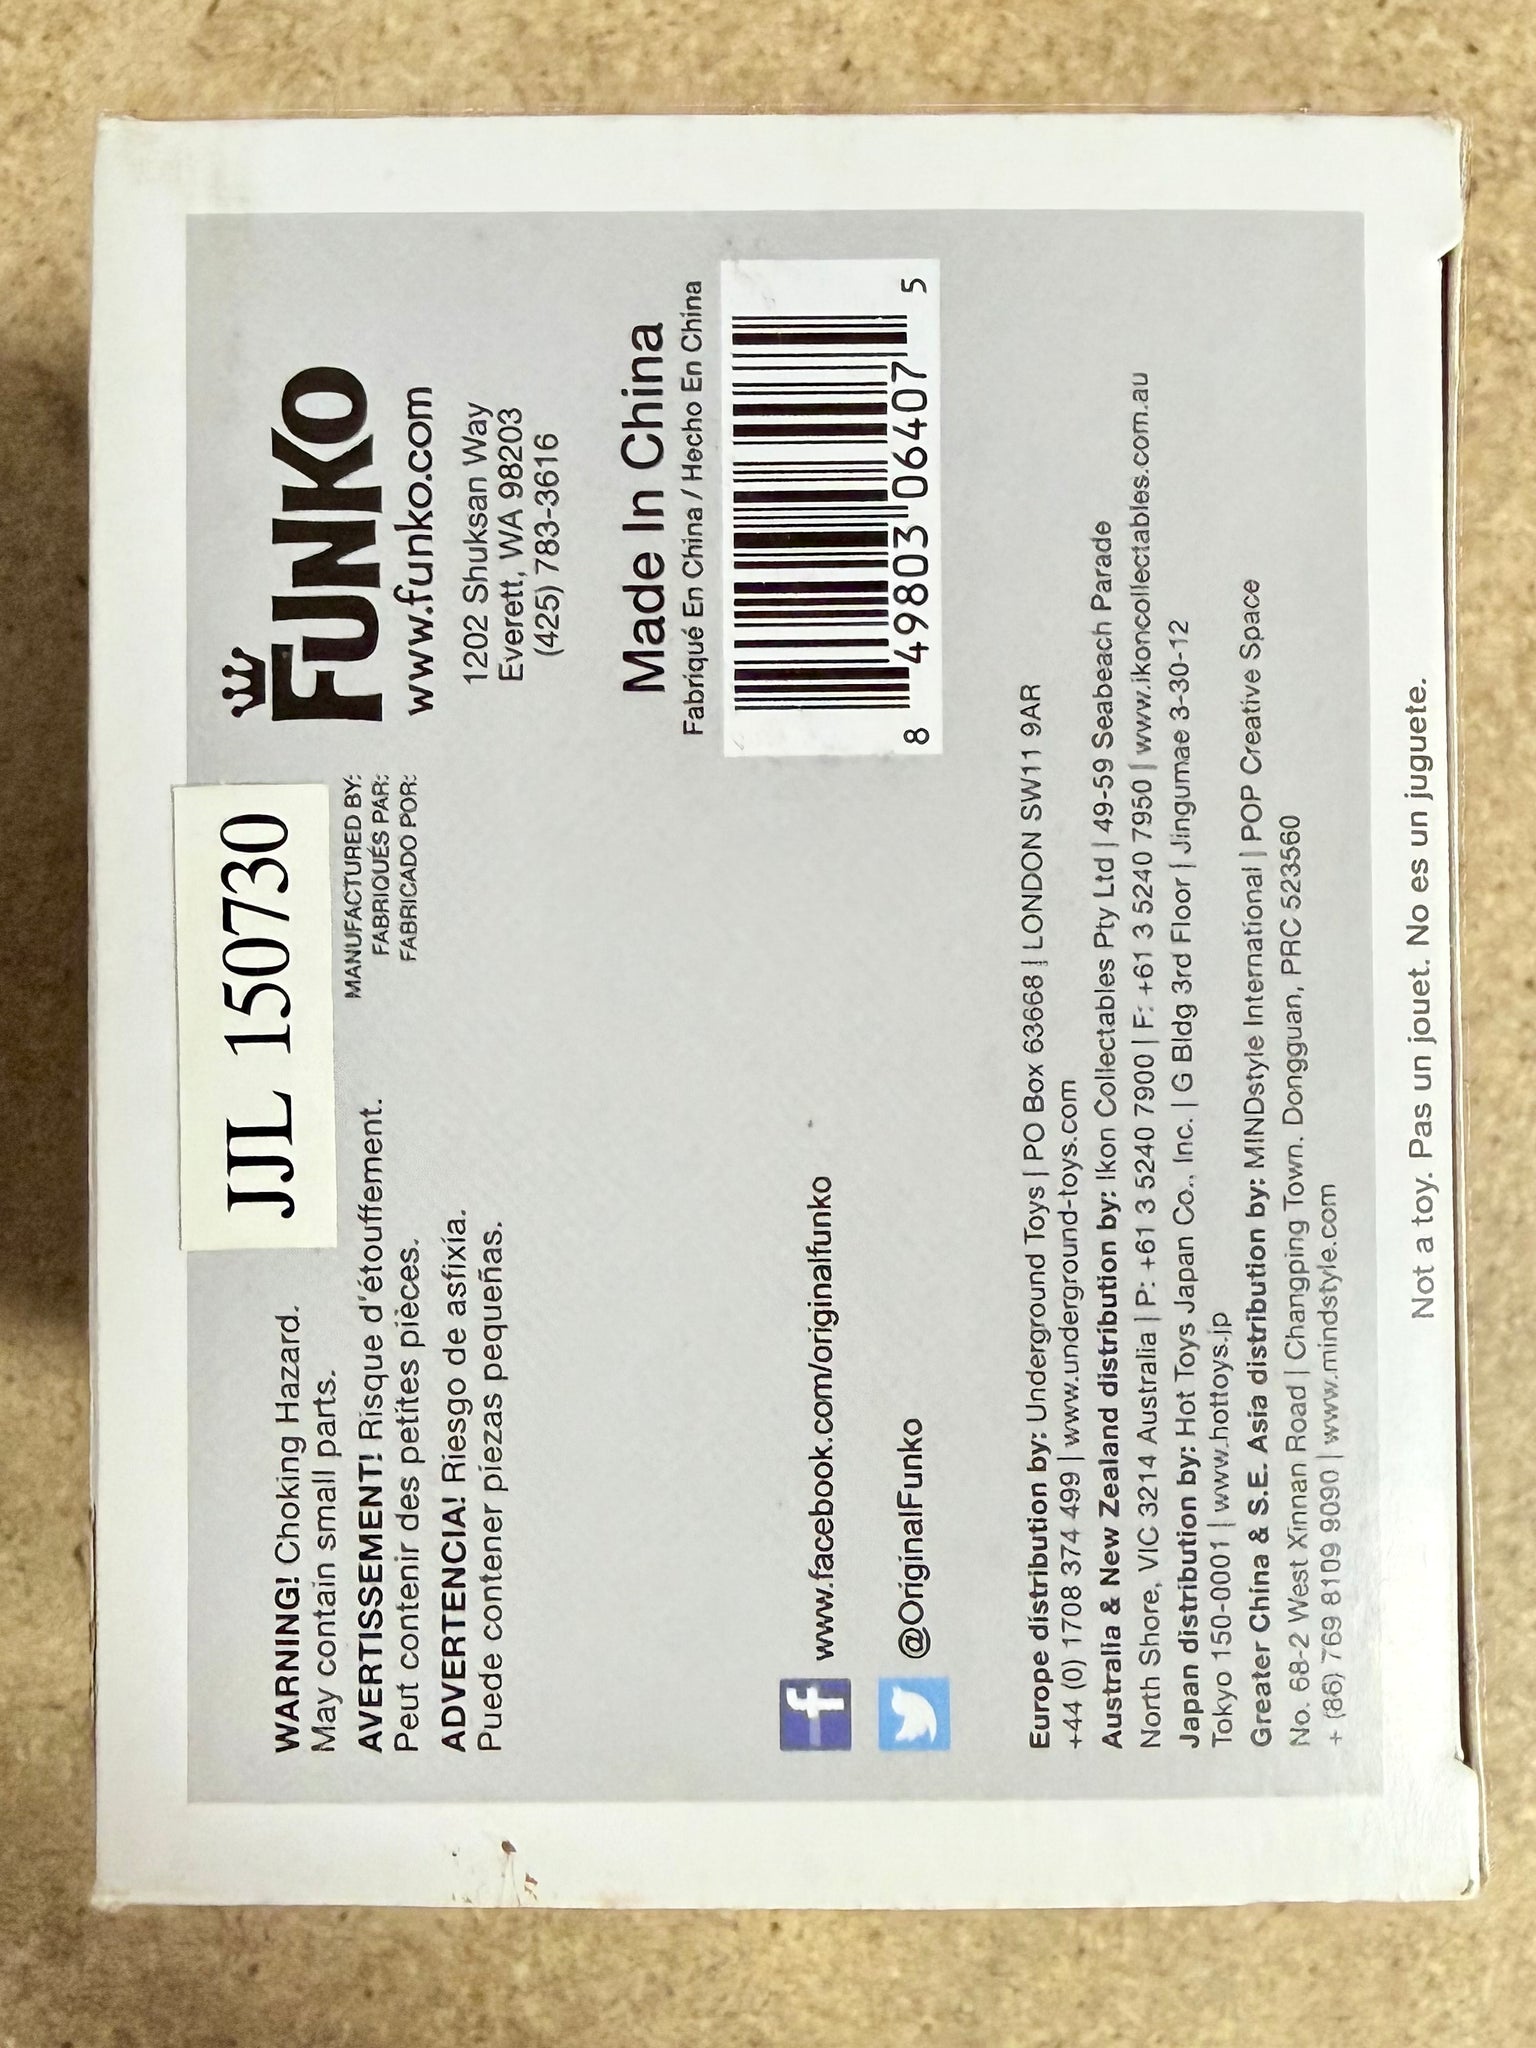 JJL 150730
WARNING! Choking Hazard.
May contain small parts.
AVERTISSEMENT! Risque d'étouffement.
Peut contenir des petites pièces.
ADVERTENCIA! Riesgo de asfixía.
Puede contener piezas pequeñas.
MANUFACTURED BY:
FABRIQUÉS PAR:
FABRICADO POR:
FUNKO
www.funko.com
1202 Shuksan Way
Everett, WA 98203
(425) 783-3616
Made In China
Fabriqué En China / Hecho En China
8 49803 06407 5
www.facebook.com/originalfunko
@OriginalFunko
Europe distribution by: Underground Toys | PO Box 63668 | LONDON SW11 9AR
+44 (0) 1708 374 499 | www.underground-toys.com
Australia & New Zealand distribution by: Ikon Collectables Pty Ltd | 49-59 Seabeach Parade
North Shore, VIC 3214 Australia | P: +61 3 5240 7900 | F: +61 3 5240 7950 | www.ikoncollectables.com.au
Japan distribution by: Hot Toys Japan Co., Inc. | G Bldg 3rd Floor | Jingumae 3-30-12
Tokyo 150-0001 | www.hottoys.jp
Greater China & S.E. Asia distribution by: MINDstyle International | POP Creative Space
No. 68-2 West Xinnan Road | Changping Town. Dongguan, PRC 523560
+ (86) 769 8109 9090 | www.mindstyle.com
Not a toy. Pas un jouet. No es un juguete.